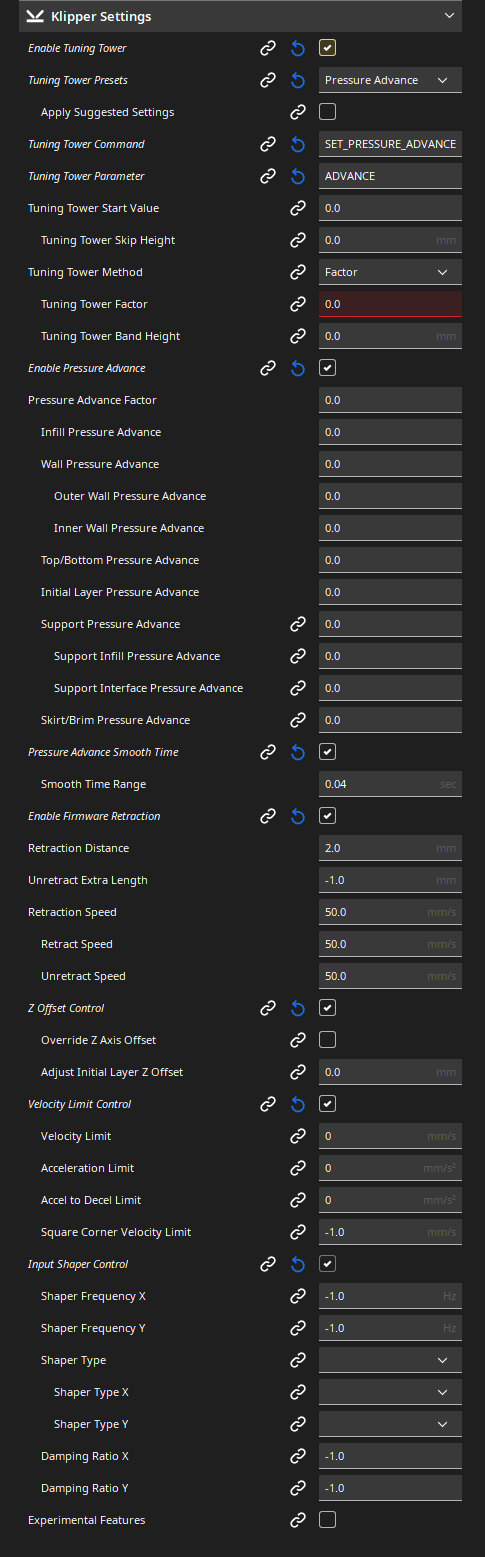 Klipper Settings
Enable Tuning Tower
Tuning Tower Presets Pressure Advance
Apply Suggested Settings
Tuning Tower Command SET_PRESSURE_ADVANCE
Tuning Tower Parameter ADVANCE
Tuning Tower Start Value 0.0
Tuning Tower Skip Height 0.0 mm
Tuning Tower Method Factor
Tuning Tower Factor 0.0
Tuning Tower Band Height 0.0 mm
Enable Pressure Advance
Pressure Advance Factor 0.0
Infill Pressure Advance 0.0
Wall Pressure Advance 0.0
Outer Wall Pressure Advance 0.0
Inner Wall Pressure Advance 0.0
Top/Bottom Pressure Advance 0.0
Initial Layer Pressure Advance 0.0
Support Pressure Advance 0.0
Support Infill Pressure Advance 0.0
Support Interface Pressure Advance 0.0
Skirt/Brim Pressure Advance 0.0
Pressure Advance Smooth Time
Smooth Time Range 0.04 sec
Enable Firmware Retraction
Retraction Distance 2.0 mm
Unretract Extra Length -1.0 mm
Retraction Speed 50.0 mm/s
Retract Speed 50.0 mm/s
Unretract Speed 50.0 mm/s
Z Offset Control
Override Z Axis Offset
Adjust Initial Layer Z Offset 0.0 mm
Velocity Limit Control
Velocity Limit 0 mm/s
Acceleration Limit 0 mm/s²
Accel to Decel Limit 0 mm/s²
Square Corner Velocity Limit -1.0 mm/s
Input Shaper Control
Shaper Frequency X -1.0 Hz
Shaper Frequency Y -1.0 Hz
Shaper Type
Shaper Type X
Shaper Type Y
Damping Ratio X -1.0
Damping Ratio Y -1.0
Experimental Features